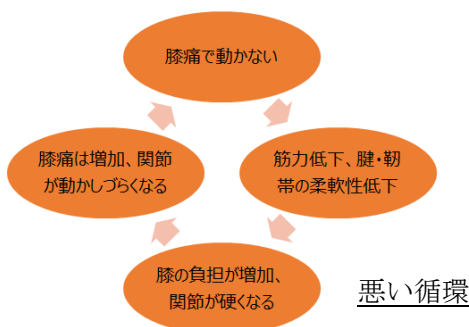 膝痛で動かない
筋力低下、腱・靭
帯の柔軟性低下
膝の負担が増加、
関節が硬くなる
膝痛は増加、関節
が動かしづらくなる
悪い循環